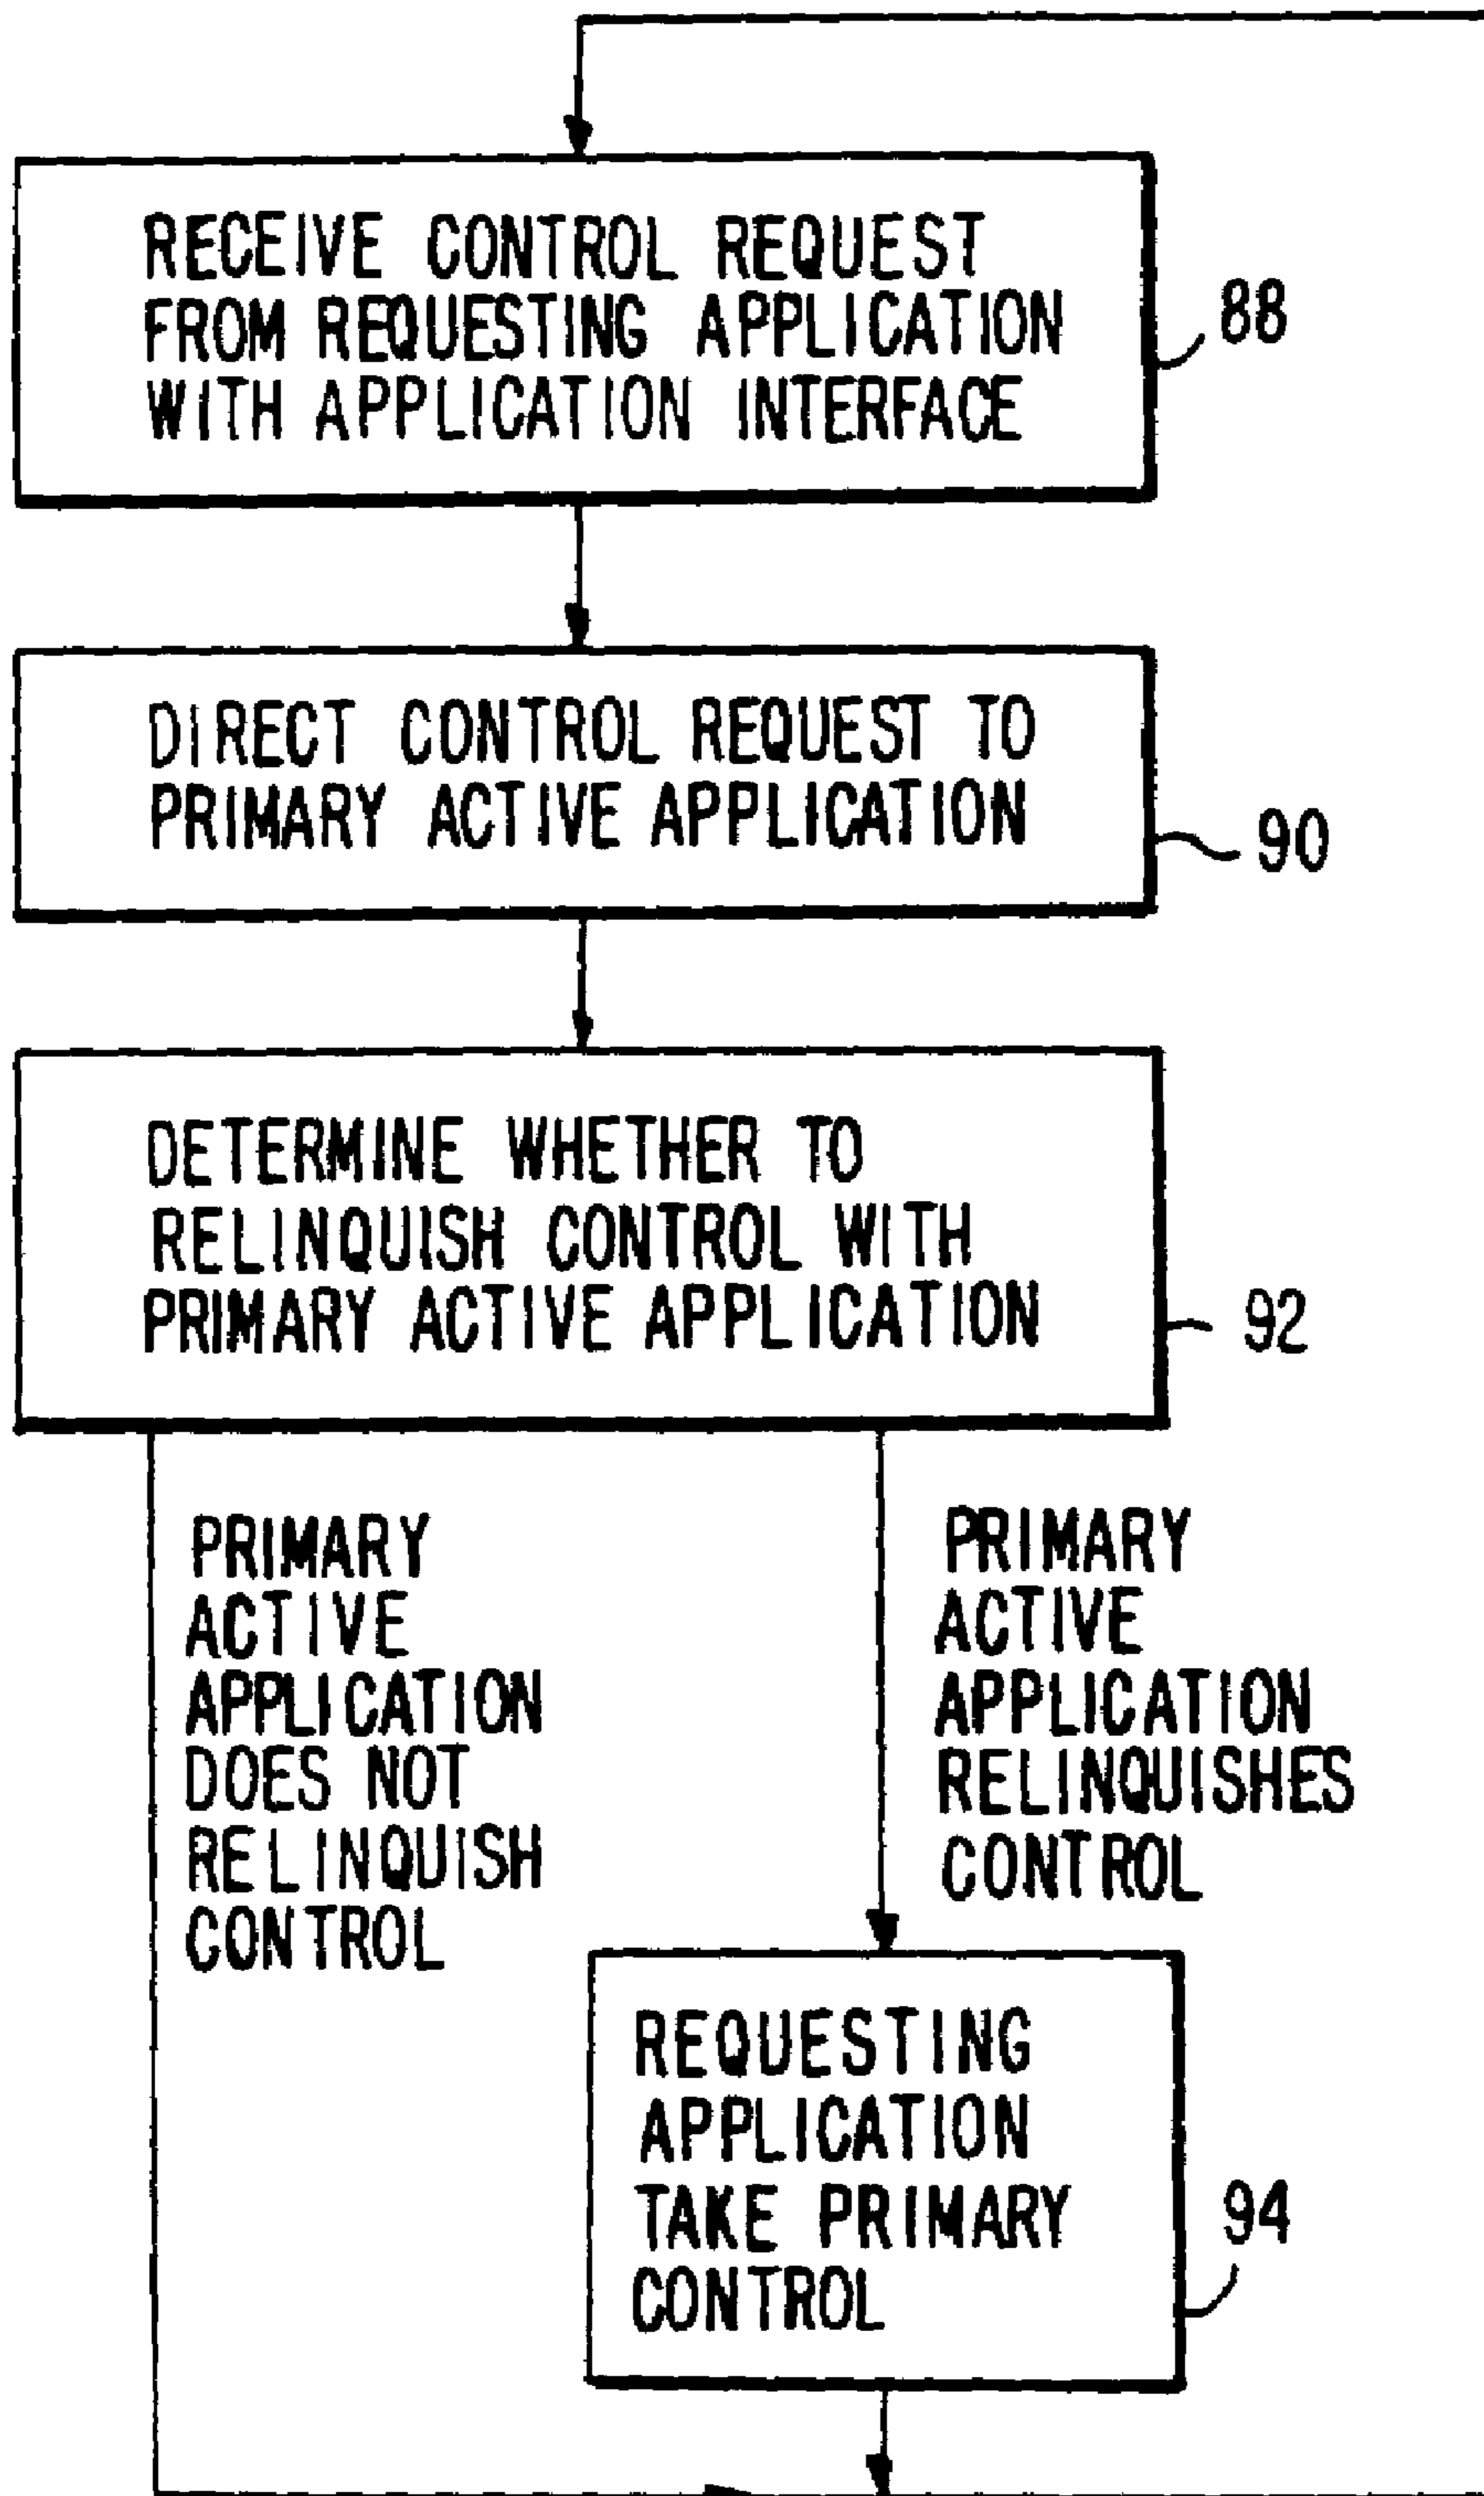 RECEIVE CONTROL REQUEST
FROM REQUESTING APPLICATION
WITH APPLICATION INTERFACE
88
DIRECT CONTROL REQUEST TO
PRIMARY ACTIVE APPLICATION
90
DETERMINE WHETHER TO
RELINQUISH CONTROL WITH
PRIMARY ACTIVE APPLICATION
92
PRIMARY
ACTIVE
APPLICATION
DOES NOT
RELINQUISH
CONTROL
PRIMARY
ACTIVE
APPLICATION
RELINQUISHES
CONTROL
REQUESTING
APPLICATION
TAKE PRIMARY
CONTROL
94